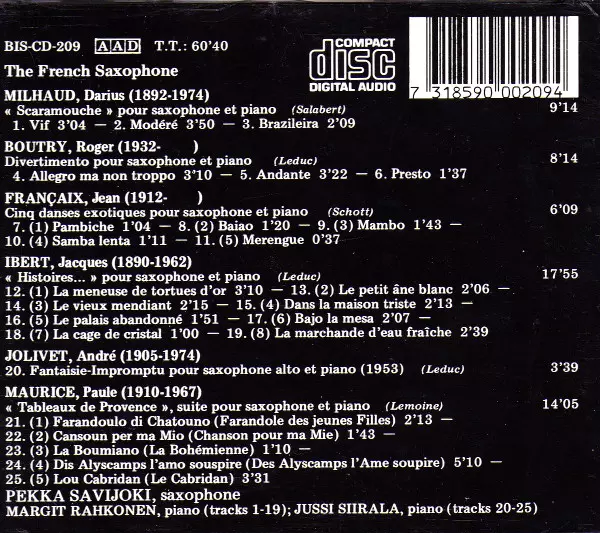 BIS-CD-209 AAD T.T.: 60'40
COMPACT
disc
DIGITAL AUDIO
7 318590 002094
The French Saxophone
MILHAUD, Darius (1892-1974)
« Scaramouche » pour saxophone et piano (Salabert) 9'14
1. Vif 3'04 — 2. Modéré 3'50 — 3. Brazileira 2'09
BOUTRY, Roger (1932- )
Divertimento pour saxophone et piano (Leduc) 8'14
4. Allegro ma non troppo 3'10 — 5. Andante 3'22 — 6. Presto 1'37
FRANÇAIX, Jean (1912- )
Cinq danses exotiques pour saxophone et piano (Schott) 6'09
7. (1) Pambiche 1'04 — 8. (2) Baiao 1'20 — 9. (3) Mambo 1'43 —
10. (4) Samba lenta 1'11 — 11. (5) Merengue 0'37
IBERT, Jacques (1890-1962)
« Histoires... » pour saxophone et piano (Leduc) 17'55
12. (1) La meneuse de tortues d'or 3'10 — 13. (2) Le petit âne blanc 2'06 —
14. (3) Le vieux mendiant 2'15 — 15. (4) Dans la maison triste 2'13 —
16. (5) Le palais abandonné 1'51 — 17. (6) Bajo la mesa 2'07 —
18. (7) La cage de cristal 1'00 — 19. (8) La marchande d'eau fraîche 2'39
JOLIVET, André (1905-1974)
20. Fantaisie-Impromptu pour saxophone alto et piano (1953) (Leduc) 3'39
MAURICE, Paule (1910-1967)
« Tableaux de Provence », suite pour saxophone et piano (Lemoine) 14'05
21. (1) Farandoulo di Chatouno (Farandole des jeunes Filles) 2'13 —
22. (2) Cansoun per ma Mio (Chanson pour ma Mie) 1'43 —
23. (3) La Boumiano (La Bohémienne) 1'10 —
24. (4) Dis Alyscamps l'amo souspire (Des Alyscamps l'Ame soupire) 5'10 —
25. (5) Lou Cabridan (Le Cabridan) 3'31
PEKKA SAVIJOKI, saxophone
MARGIT RAHKONEN, piano (tracks 1-19); JUSSI SIIRALA, piano (tracks 20-25)